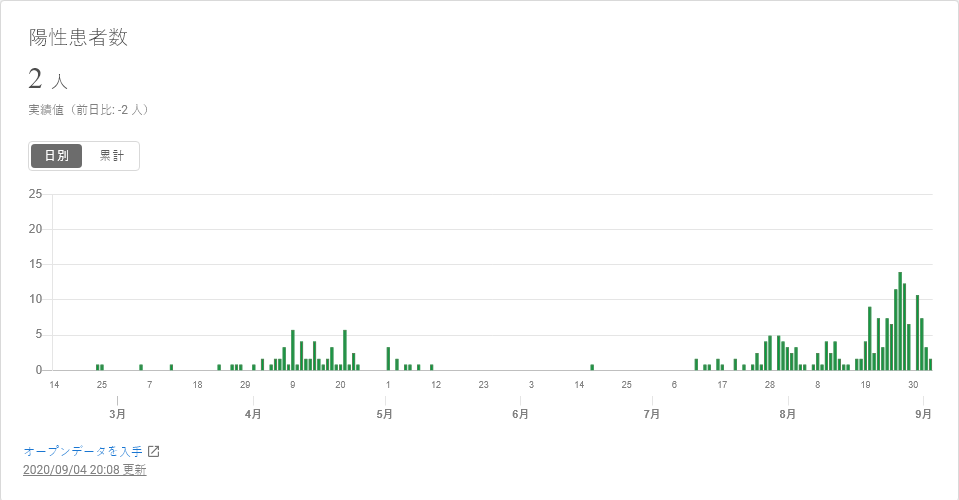 陽性患者数
2 人
実績値（前日比: -2 人）
日別 累計
25
20
15
10
5
0
14 25 7 18 29 9 20 1 12 23 3 14 25 6 17 28 8 19 30
3月 4月 5月 6月 7月 8月 9月
オープンデータを入手
2020/09/04 20:08 更新